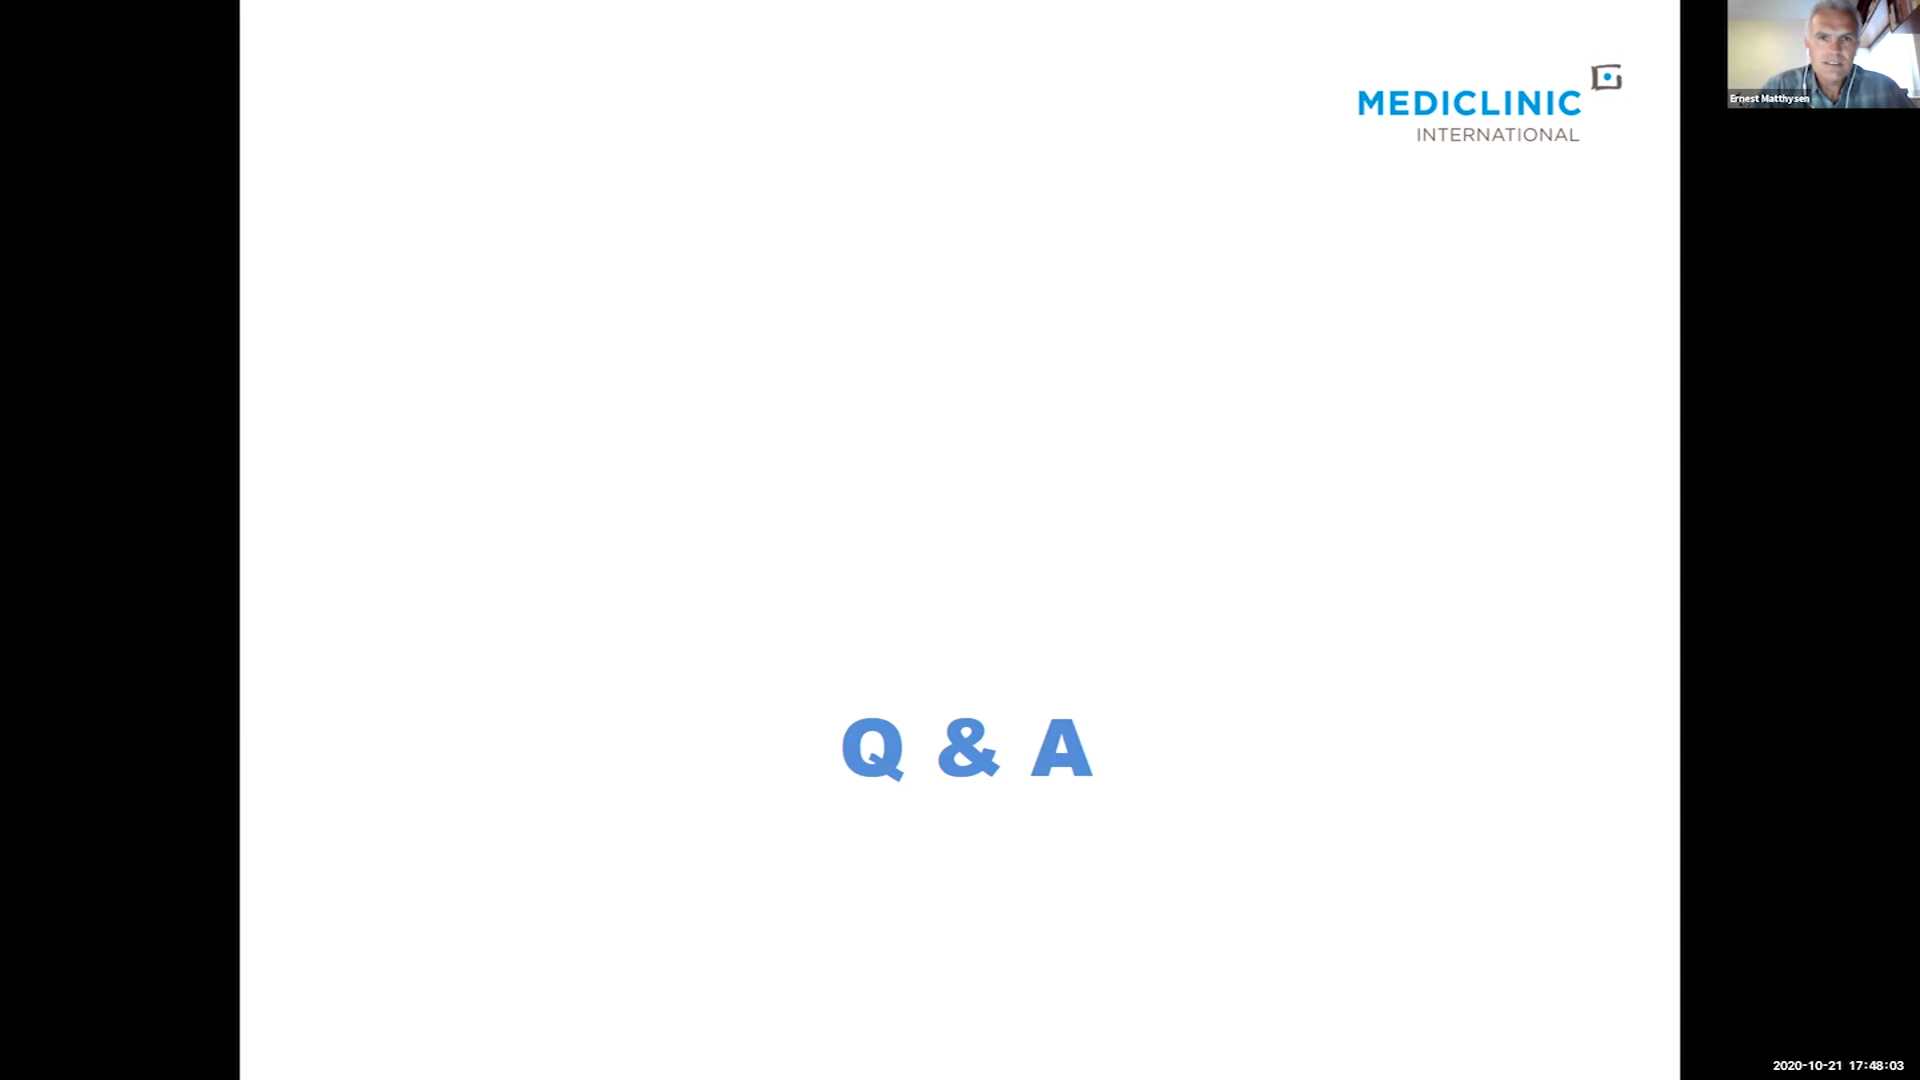 MEDICLINIC
INTERNATIONAL
Ernest Matthysen
Q & A
2020-10-21 17:48:03